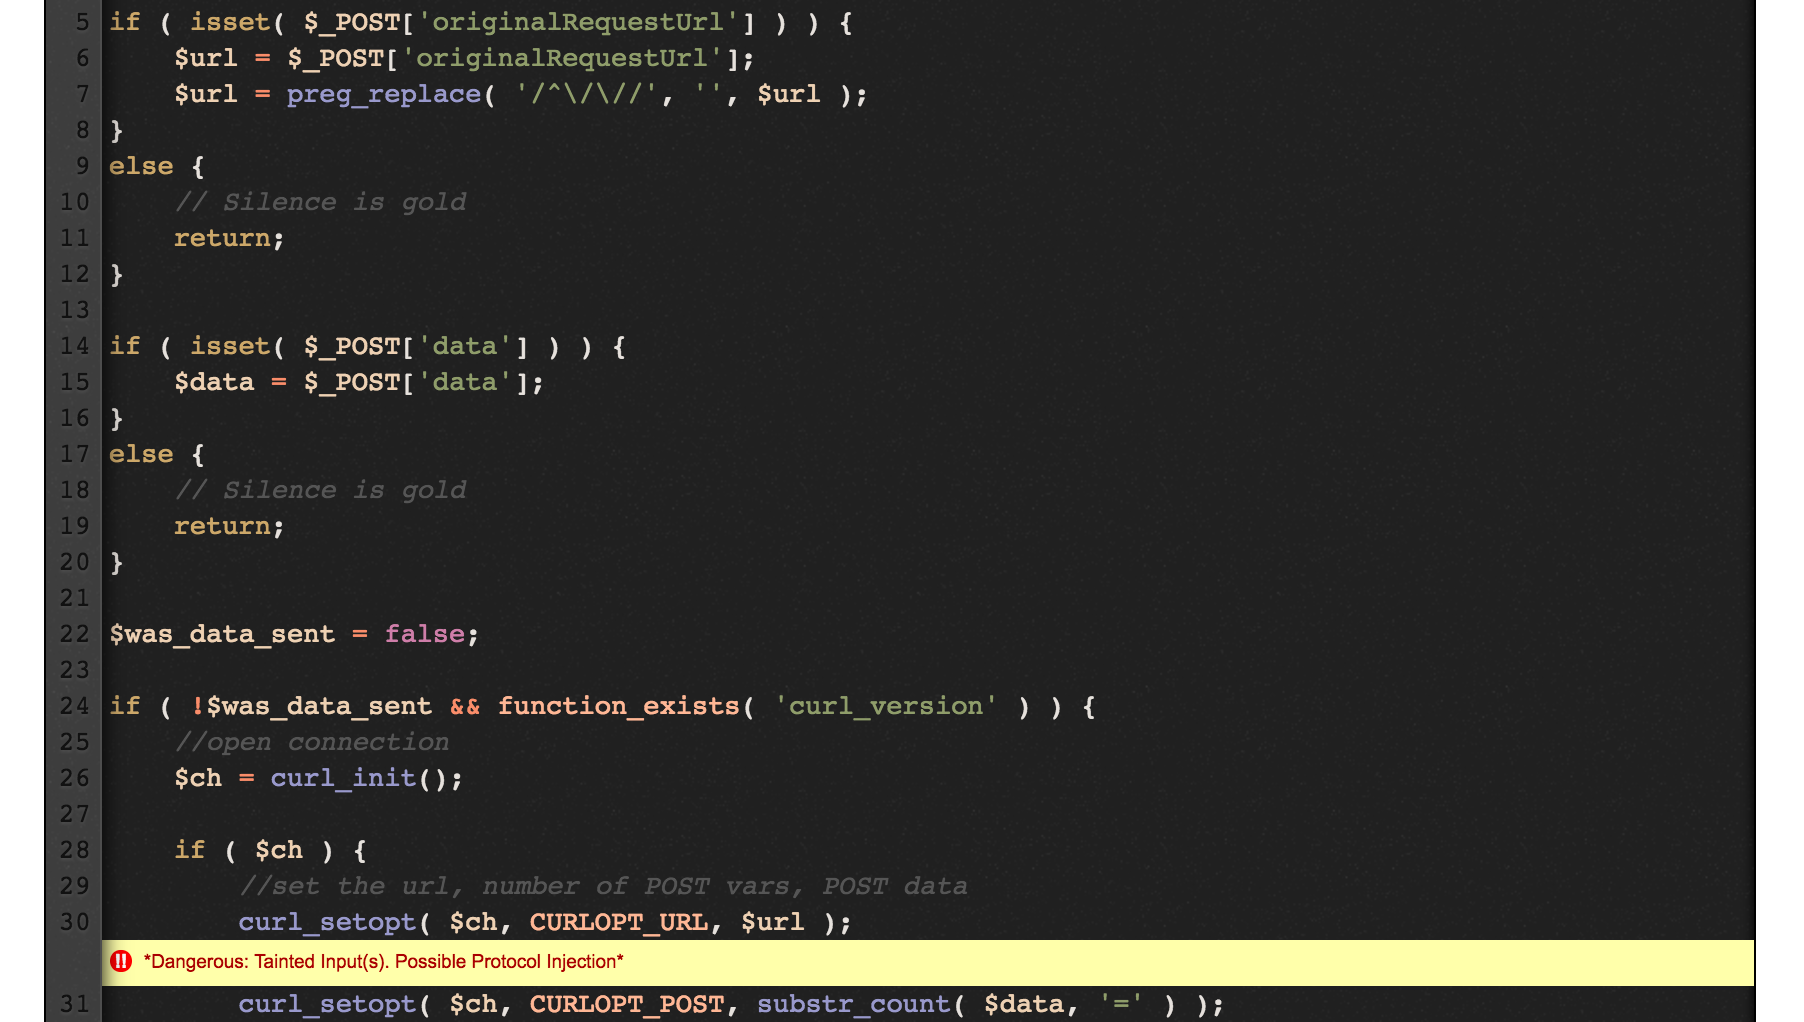 5 if ( isset( $_POST['originalRequestUrl'] ) ) {
6     $url = $_POST['originalRequestUrl'];
7     $url = preg_replace( '/^\/\//', '', $url );
8 }
9 else {
10     // Silence is gold
11     return;
12 }
13
14 if ( isset( $_POST['data'] ) ) {
15     $data = $_POST['data'];
16 }
17 else {
18     // Silence is gold
19     return;
20 }
21
22 $was_data_sent = false;
23
24 if ( !$was_data_sent && function_exists( 'curl_version' ) ) {
25     //open connection
26     $ch = curl_init();
27
28     if ( $ch ) {
29         //set the url, number of POST vars, POST data
30         curl_setopt( $ch, CURLOPT_URL, $url );
!! *Dangerous: Tainted Input(s). Possible Protocol Injection*
31         curl_setopt( $ch, CURLOPT_POST, substr_count( $data, '=' ) );